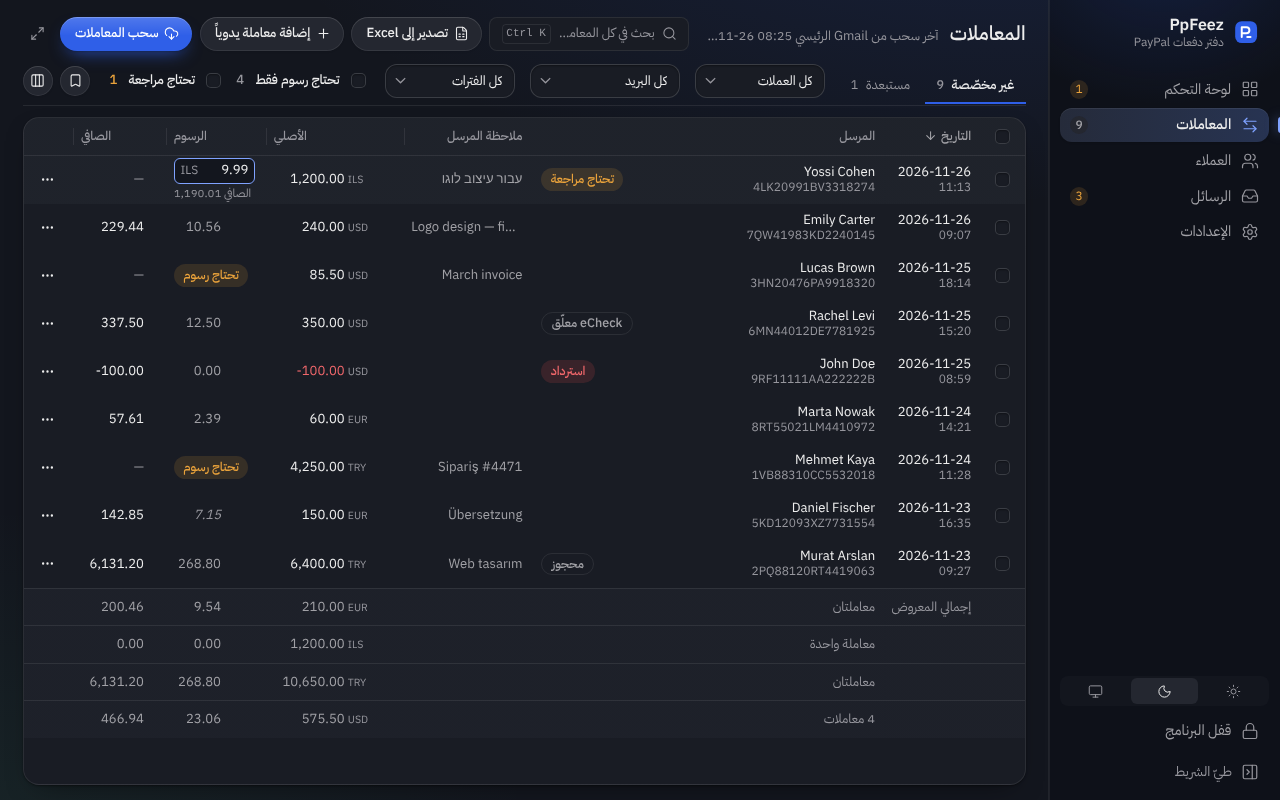 PpFeez
دفتر دفعات PayPal
لوحة التحكم 1
المعاملات 9
العملاء
الرسائل 3
الإعدادات
قفل البرنامج
طيّ الشريط
المعاملات آخر سحب من Gmail الرئيسي 08:25 26-11...
بحث في كل المعامـ... Ctrl K
تصدير إلى Excel
إضافة معاملة يدوياً
سحب المعاملات
غير مخصّصة 9 مستبعدة 1 كل العملات كل البريد كل الفترات تحتاج رسوم فقط 4 تحتاج مراجعة 1
التاريخ المرسل ملاحظة المرسل الأصلي الرسوم الصافي
2026-11-26 Yossi Cohen تحتاج مراجعة עבור עיצוב לוגו 1,200.00 ILS 9.99 ILS —
11:13 4LK20991BV3318274 الصافي 1,190.01
2026-11-26 Emily Carter Logo design — fi... 240.00 USD 10.56 229.44
09:07 7QW41983KD2240145
2026-11-25 Lucas Brown March invoice 85.50 USD تحتاج رسوم —
18:14 3HN20476PA9918320
2026-11-25 Rachel Levi eCheck معلّق 350.00 USD 12.50 337.50
15:20 6MN44012DE7781925
2026-11-25 John Doe استرداد -100.00 USD 0.00 -100.00
08:59 9RF11111AA222222B
2026-11-24 Marta Nowak 60.00 EUR 2.39 57.61
14:21 8RT55021LM4410972
2026-11-24 Mehmet Kaya Sipariş #4471 4,250.00 TRY تحتاج رسوم —
11:28 1VB88310CC5532018
2026-11-23 Daniel Fischer Übersetzung 150.00 EUR 7.15 142.85
16:35 5KD12093XZ7731554
2026-11-23 Murat Arslan محجوز Web tasarım 6,400.00 TRY 268.80 6,131.20
09:27 2PQ88120RT4419063
إجمالي المعروض معاملتان 210.00 EUR 9.54 200.46
معاملة واحدة 1,200.00 ILS 0.00 0.00
معاملتان 10,650.00 TRY 268.80 6,131.20
4 معاملات 575.50 USD 23.06 466.94